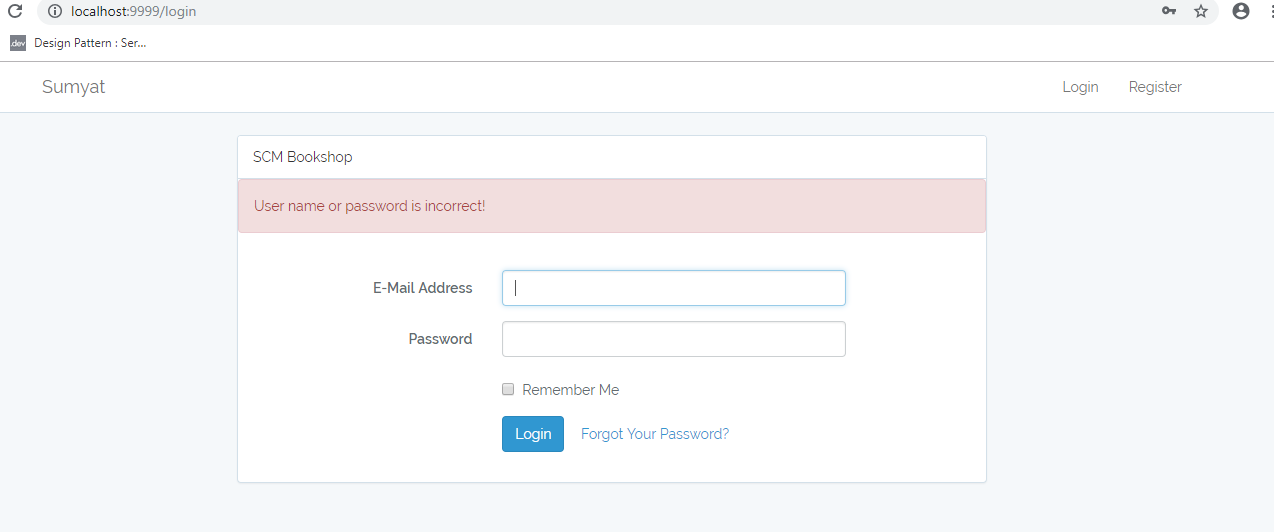 localhost:9999/login
.dev Design Pattern : Ser...
Sumyat Login Register
SCM Bookshop
User name or password is incorrect!
E-Mail Address
Password
Remember Me
Login Forgot Your Password?